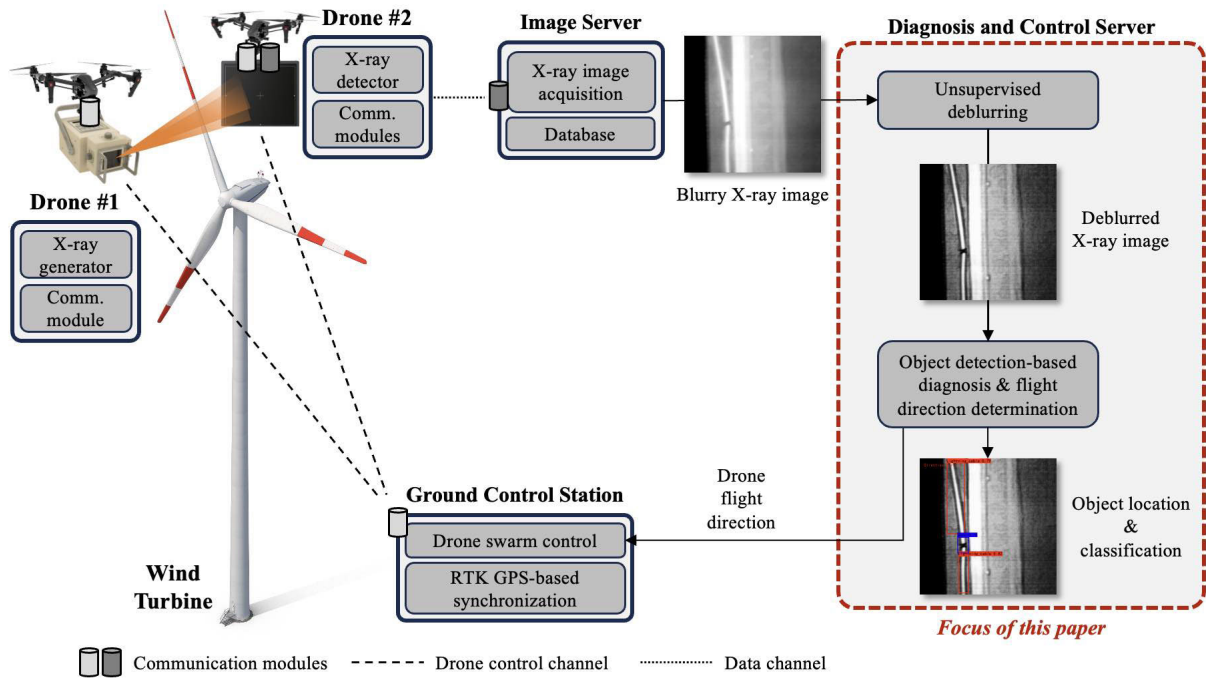 Drone #2
X-ray
detector
Comm.
modules
Image Server
X-ray image
acquisition
Database
Blurry X-ray image
Diagnosis and Control Server
Unsupervised
deblurring
Deblurred
X-ray image
Object detection-based
diagnosis & flight
direction determination
Object location
&
classification
Focus of this paper
Drone #1
X-ray
generator
Comm.
module
Wind
Turbine
Ground Control Station
Drone swarm control
RTK GPS-based
synchronization
Drone
flight
direction
Communication modules
Drone control channel
Data channel